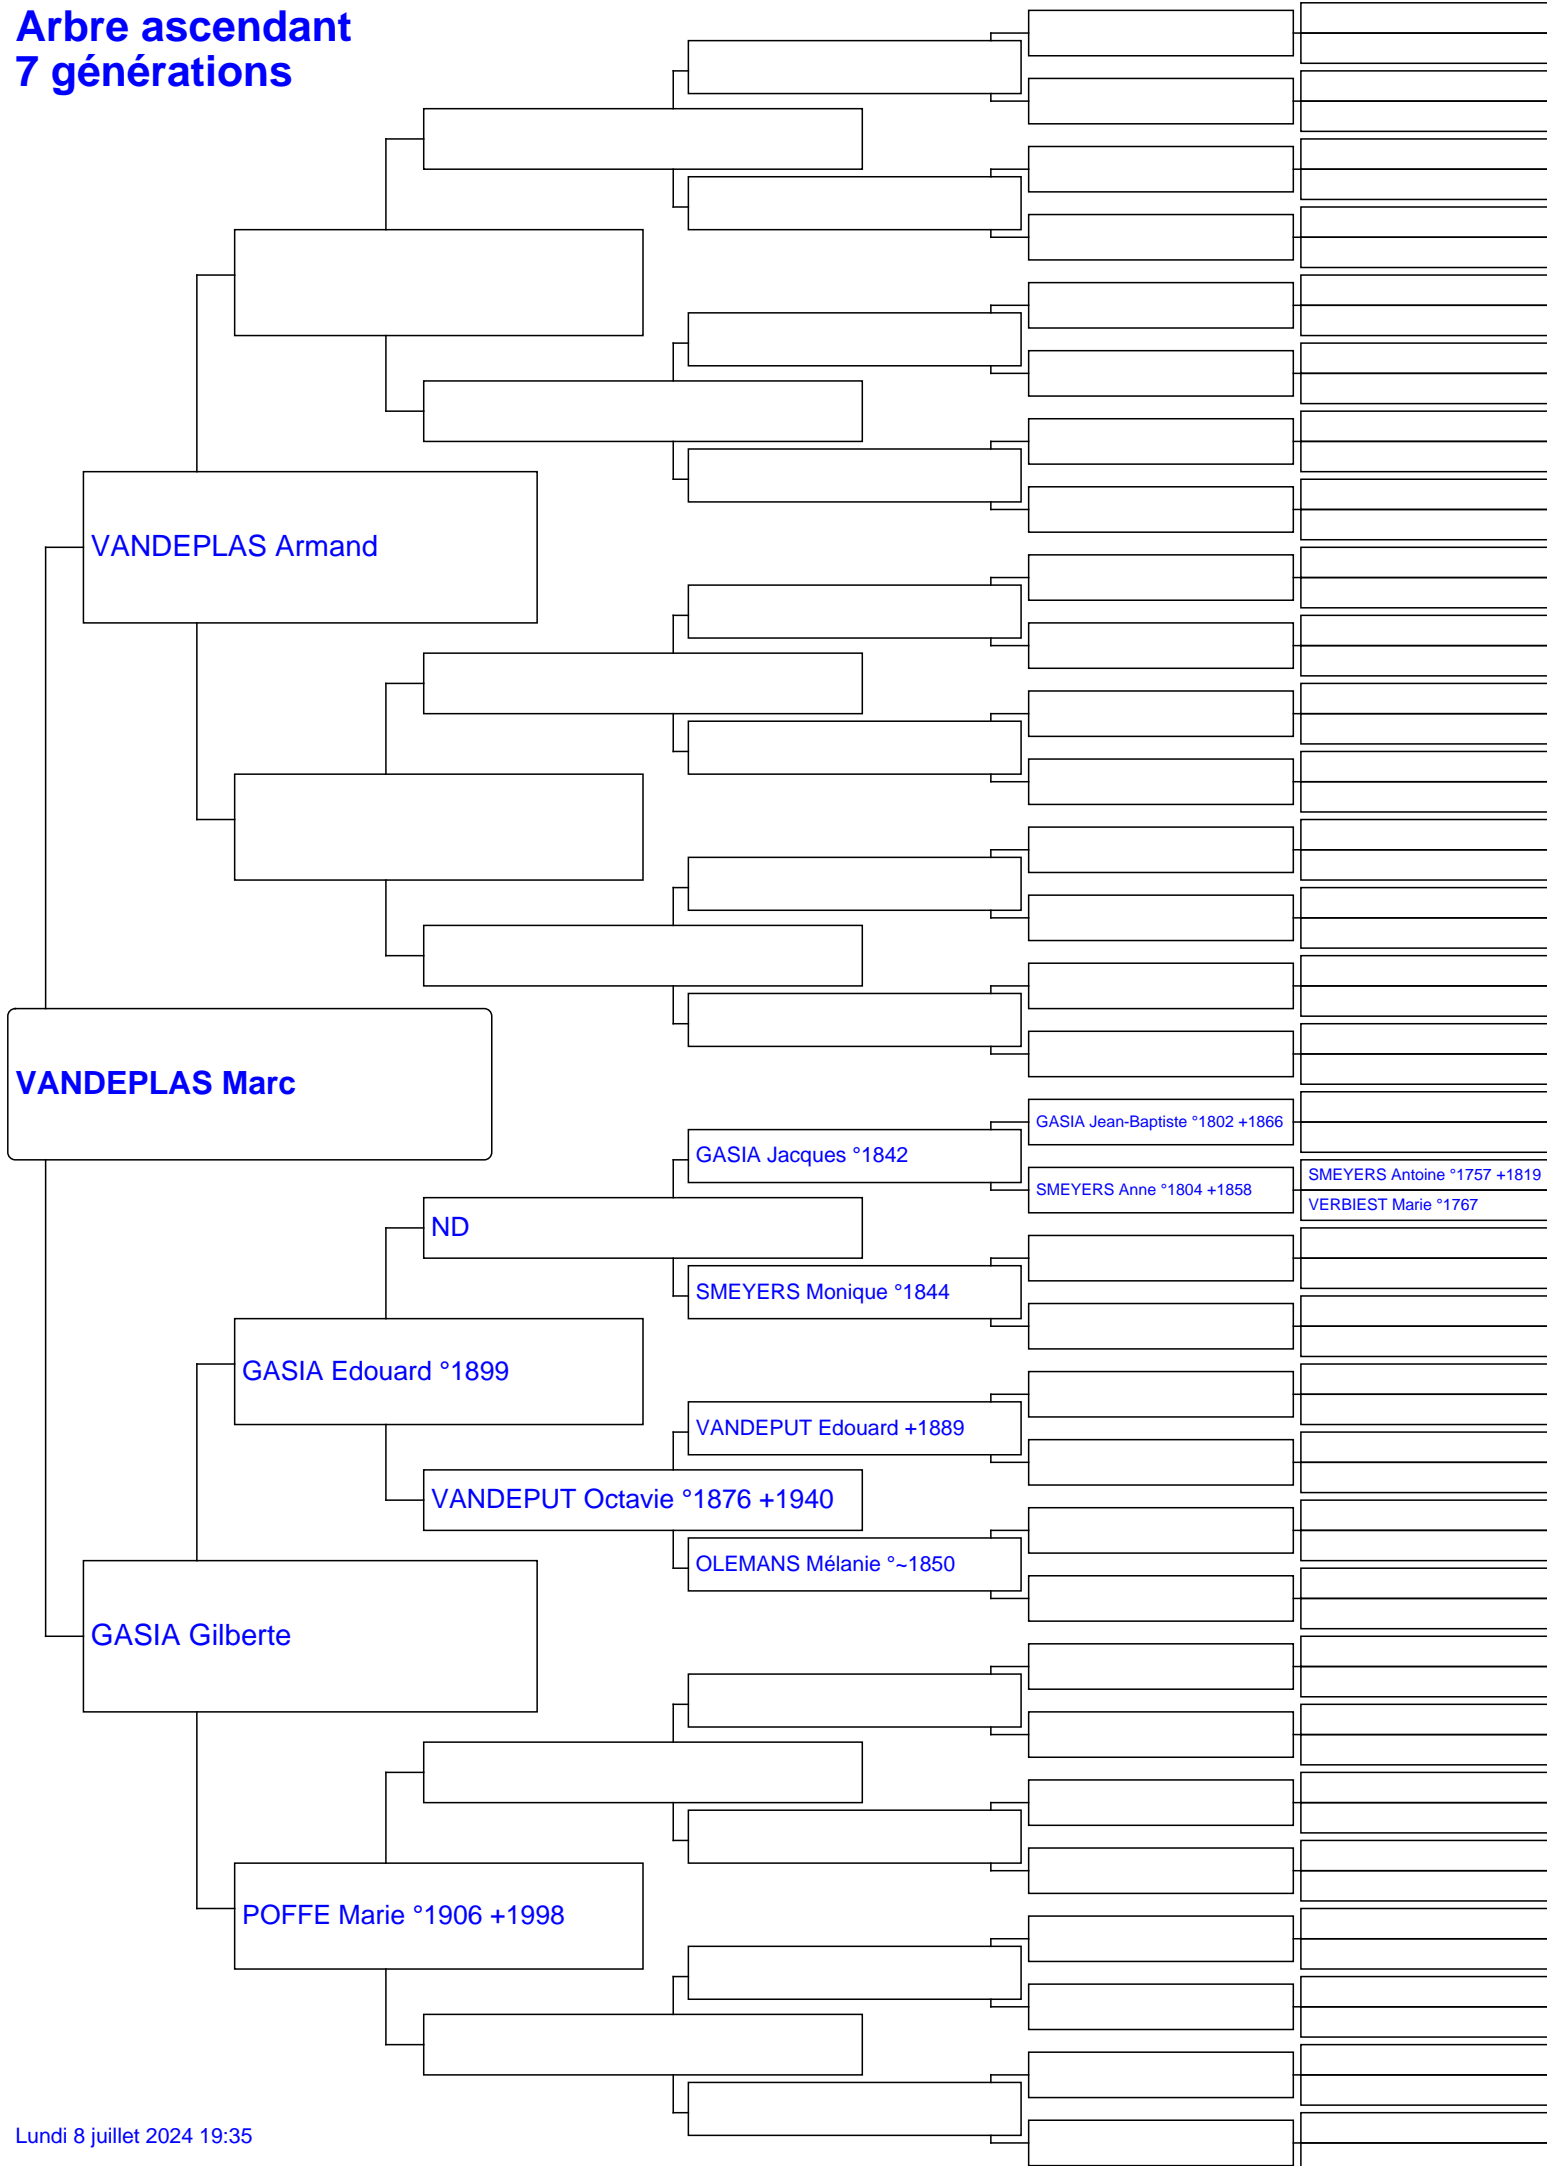 Arbre ascendant
7 générations
VANDEPLAS Armand
VANDEPLAS Marc
GASIA Jean-Baptiste °1802 +1866
GASIA Jacques °1842
SMEYERS Antoine °1757 +1819
SMEYERS Anne °1804 +1858
VERBIEST Marie °1767
ND
SMEYERS Monique °1844
GASIA Edouard °1899
VANDEPUT Edouard +1889
VANDEPUT Octavie °1876 +1940
OLEMANS Mélanie °~1850
GASIA Gilberte
POFFE Marie °1906 +1998
Lundi 8 juillet 2024 19:35